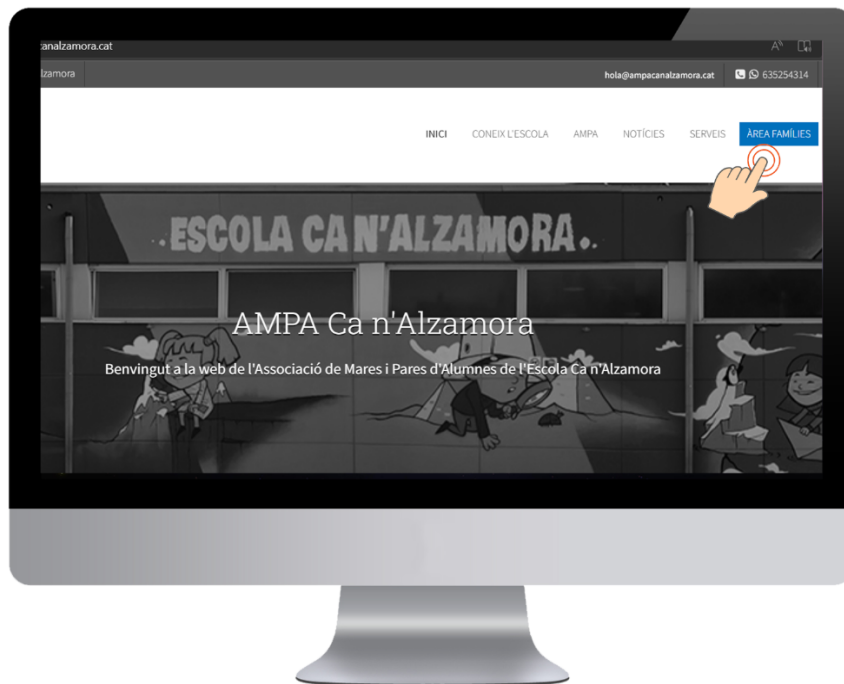 canalzamora.cat
lzamora
hola@ampacanalzamora.cat 635254314
INICI CONEIX L'ESCOLA AMPA NOTÍCIES SERVEIS ÀREA FAMÍLIES
ESCOLA CA N'ALZAMORA
AMPA Ca n'Alzamora
Benvingut a la web de l'Associació de Mares i Pares d'Alumnes de l'Escola Ca n'Alzamora